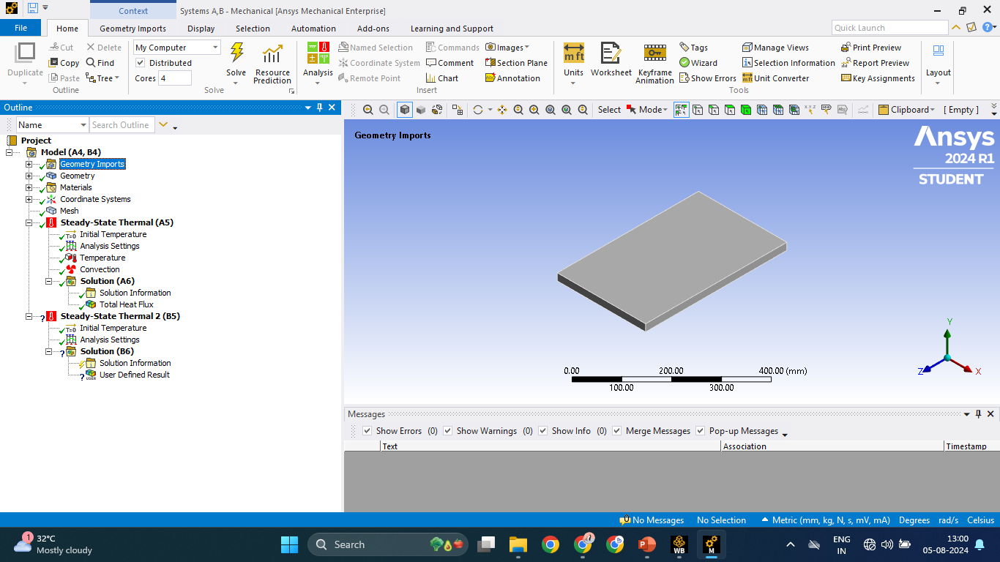 Context
Systems A,B - Mechanical [Ansys Mechanical Enterprise]
File Home Geometry Imports Display Selection Automation Add-ons Learning and Support
Quick Launch
Duplicate
Cut
Copy
Paste
Delete
Find
Tree
Outline
My Computer
Distributed
Cores 4
Solve
Resource Prediction
Solve
Analysis
Named Selection
Coordinate System
Remote Point
Commands
Comment
Chart
Images
Section Plane
Annotation
Insert
m ft
Units
Worksheet
Keyframe Animation
Tags
Wizard
Show Errors
Manage Views
Selection Information
Unit Converter
Print Preview
Report Preview
Key Assignments
Tools
Layout
Outline
Name Search Outline
Select Mode Clipboard [ Empty ]
Project
Model (A4, B4)
Geometry Imports
Geometry
Materials
Coordinate Systems
Mesh
Steady-State Thermal (A5)
Initial Temperature
Analysis Settings
Temperature
Convection
Solution (A6)
Solution Information
Total Heat Flux
Steady-State Thermal 2 (B5)
Initial Temperature
Analysis Settings
Solution (B6)
Solution Information
User Defined Result
Geometry Imports
Ansys
2024 R1
STUDENT
Y
Z X
0.00 200.00 400.00 (mm)
100.00 300.00
Messages
Show Errors (0) Show Warnings (0) Show Info (0) Merge Messages Pop-up Messages
Text Association Timestamp
No Messages No Selection Metric (mm, kg, N, s, mV, mA) Degrees rad/s Celsius
1
32°C
Mostly cloudy
Search
WB
M
ENG
IN
13:00
05-08-2024